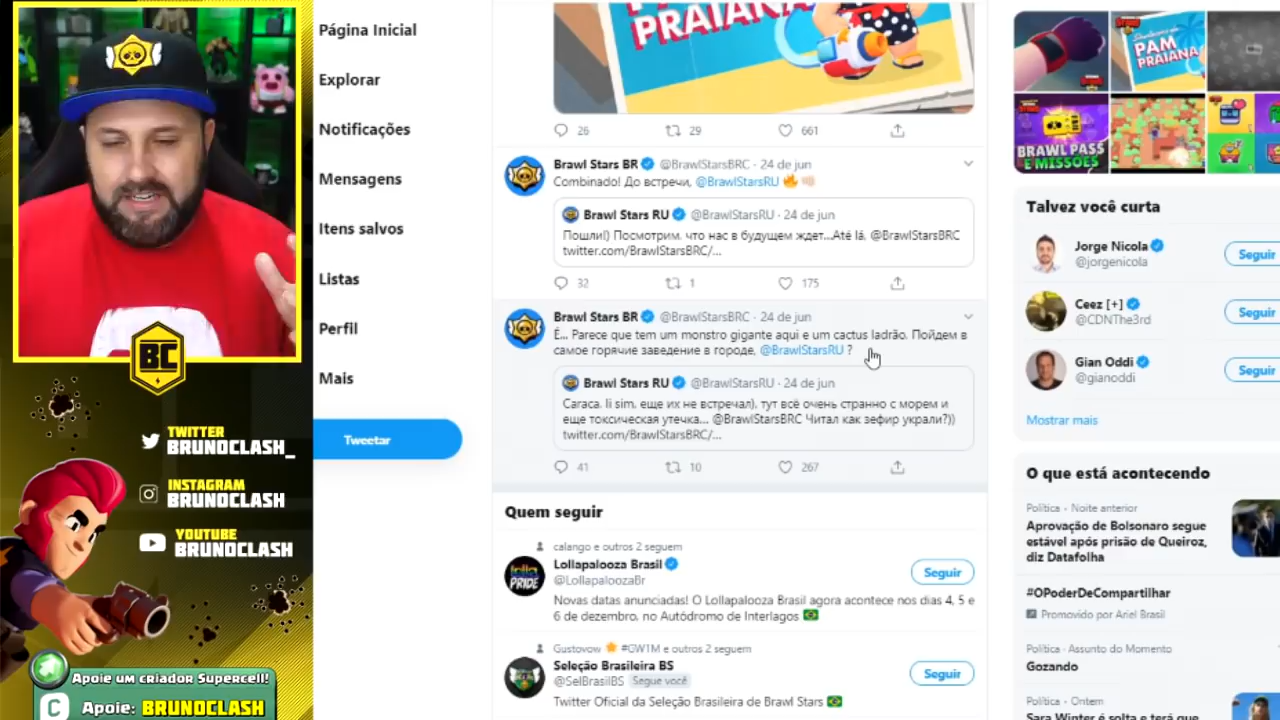 BC
TWITTER
BRUNOCLASH_
INSTAGRAM
BRUNOCLASH
YOUTUBE
BRUNOCLASH
Apoie um criador Supercell!
C
Apoie: BRUNOCLASH
Página Inicial
Explorar
Notificações
Mensagens
Itens salvos
Listas
Perfil
Mais
Tweetar
PRAIANA
26 29 661
Brawl Stars BR @BrawlStarsBRC · 24 de jun
Combinado! До встречи, @BrawlStarsRU
Brawl Stars RU @BrawlStarsRU · 24 de jun
Пошли!) Посмотрим, что нас в будущем ждет...Até lá, @BrawlStarsBRC
twitter.com/BrawlStarsBRC/...
32 1 175
Brawl Stars BR @BrawlStarsBRC · 24 de jun
É... Parece que tem um monstro gigante aqui e um cactus ladrão. Пойдем в
самое горячие заведение в городе, @BrawlStarsRU ?
Brawl Stars RU @BrawlStarsRU · 24 de jun
Caraca, li sim, еще их не встречал), тут всё очень странно с морем и
еще токсическая утечка... @BrawlStarsBRC Читал как зефир украли?))
twitter.com/BrawlStarsBRC/...
41 10 267
Quem seguir
calango e outros 2 seguem
Lollapalooza Brasil
@LollapaloozaBr
Seguir
Novas datas anunciadas! O Lollapalooza Brasil agora acontece nos dias 4, 5 e
6 de dezembro, no Autódromo de Interlagos
Gustovow #GW1M e outros 2 seguem
Seleção Brasileira BS
@SelBrasilBS Segue você
Seguir
Twitter Oficial da Seleção Brasileira de Brawl Stars
PAM
PRAIANA
BRAWL PASS
E MISSÕES
Talvez você curta
Jorge Nicola
@jorgenicola
Seguir
Ceez [+]
@CDNThe3rd
Seguir
Gian Oddi
@gianoddi
Seguir
Mostrar mais
O que está acontecendo
Política · Noite anterior
Aprovação de Bolsonaro segue
estável após prisão de Queiroz,
diz Datafolha
#OPoderDeCompartilhar
Promovido por Ariel Brasil
Política · Assunto do Momento
Gozando
Política · Ontem
Sara Winter é solta e terá que